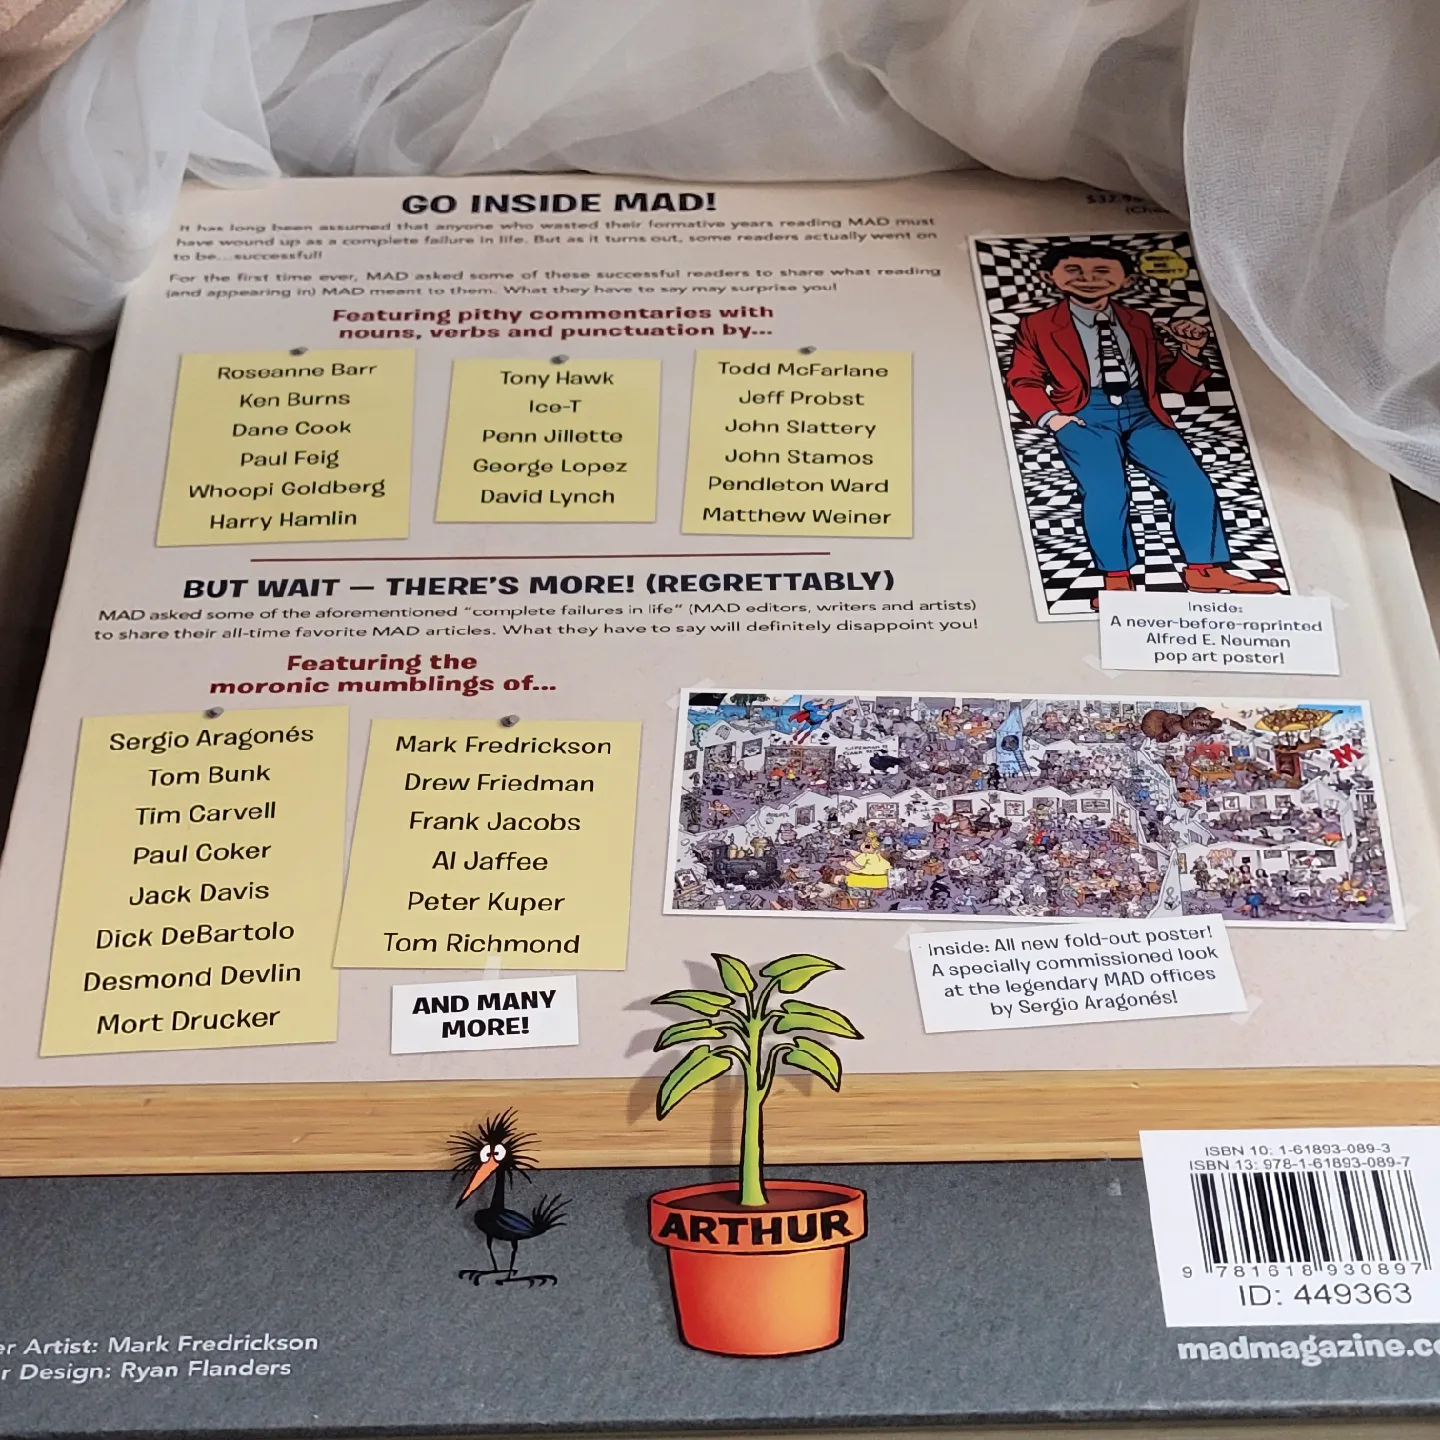 GO INSIDE MAD!
It has long been assumed that anyone who wasted their formative years reading MAD must
have wound up as a complete failure in life. But as it turns out, some readers actually went on
to be...successful!
For the first time ever, MAD asked some of these successful readers to share what reading
(and appearing in) MAD meant to them. What they have to say may surprise you!
Featuring pithy commentaries with
nouns, verbs and punctuation by...
Roseanne Barr
Ken Burns
Dane Cook
Paul Feig
Whoopi Goldberg
Harry Hamlin
Tony Hawk
Ice-T
Penn Jillette
George Lopez
David Lynch
Todd McFarlane
Jeff Probst
John Slattery
John Stamos
Pendleton Ward
Matthew Weiner
Inside:
A never-before-reprinted
Alfred E. Neuman
pop art poster!
BUT WAIT — THERE'S MORE! (REGRETTABLY)
MAD asked some of the aforementioned "complete failures in life" (MAD editors, writers and artists)
to share their all-time favorite MAD articles. What they have to say will definitely disappoint you!
Featuring the
moronic mumblings of...
Sergio Aragonés
Tom Bunk
Tim Carvell
Paul Coker
Jack Davis
Dick DeBartolo
Desmond Devlin
Mort Drucker
Mark Fredrickson
Drew Friedman
Frank Jacobs
Al Jaffee
Peter Kuper
Tom Richmond
AND MANY
MORE!
Inside: All new fold-out poster!
A specially commissioned look
at the legendary MAD offices
by Sergio Aragonés!
ARTHUR
ISBN 10: 1-61893-089-3
ISBN 13: 978-1-61893-089-7
9 781618 930897
ID: 449363
madmagazine.co
er Artist: Mark Fredrickson
r Design: Ryan Flanders